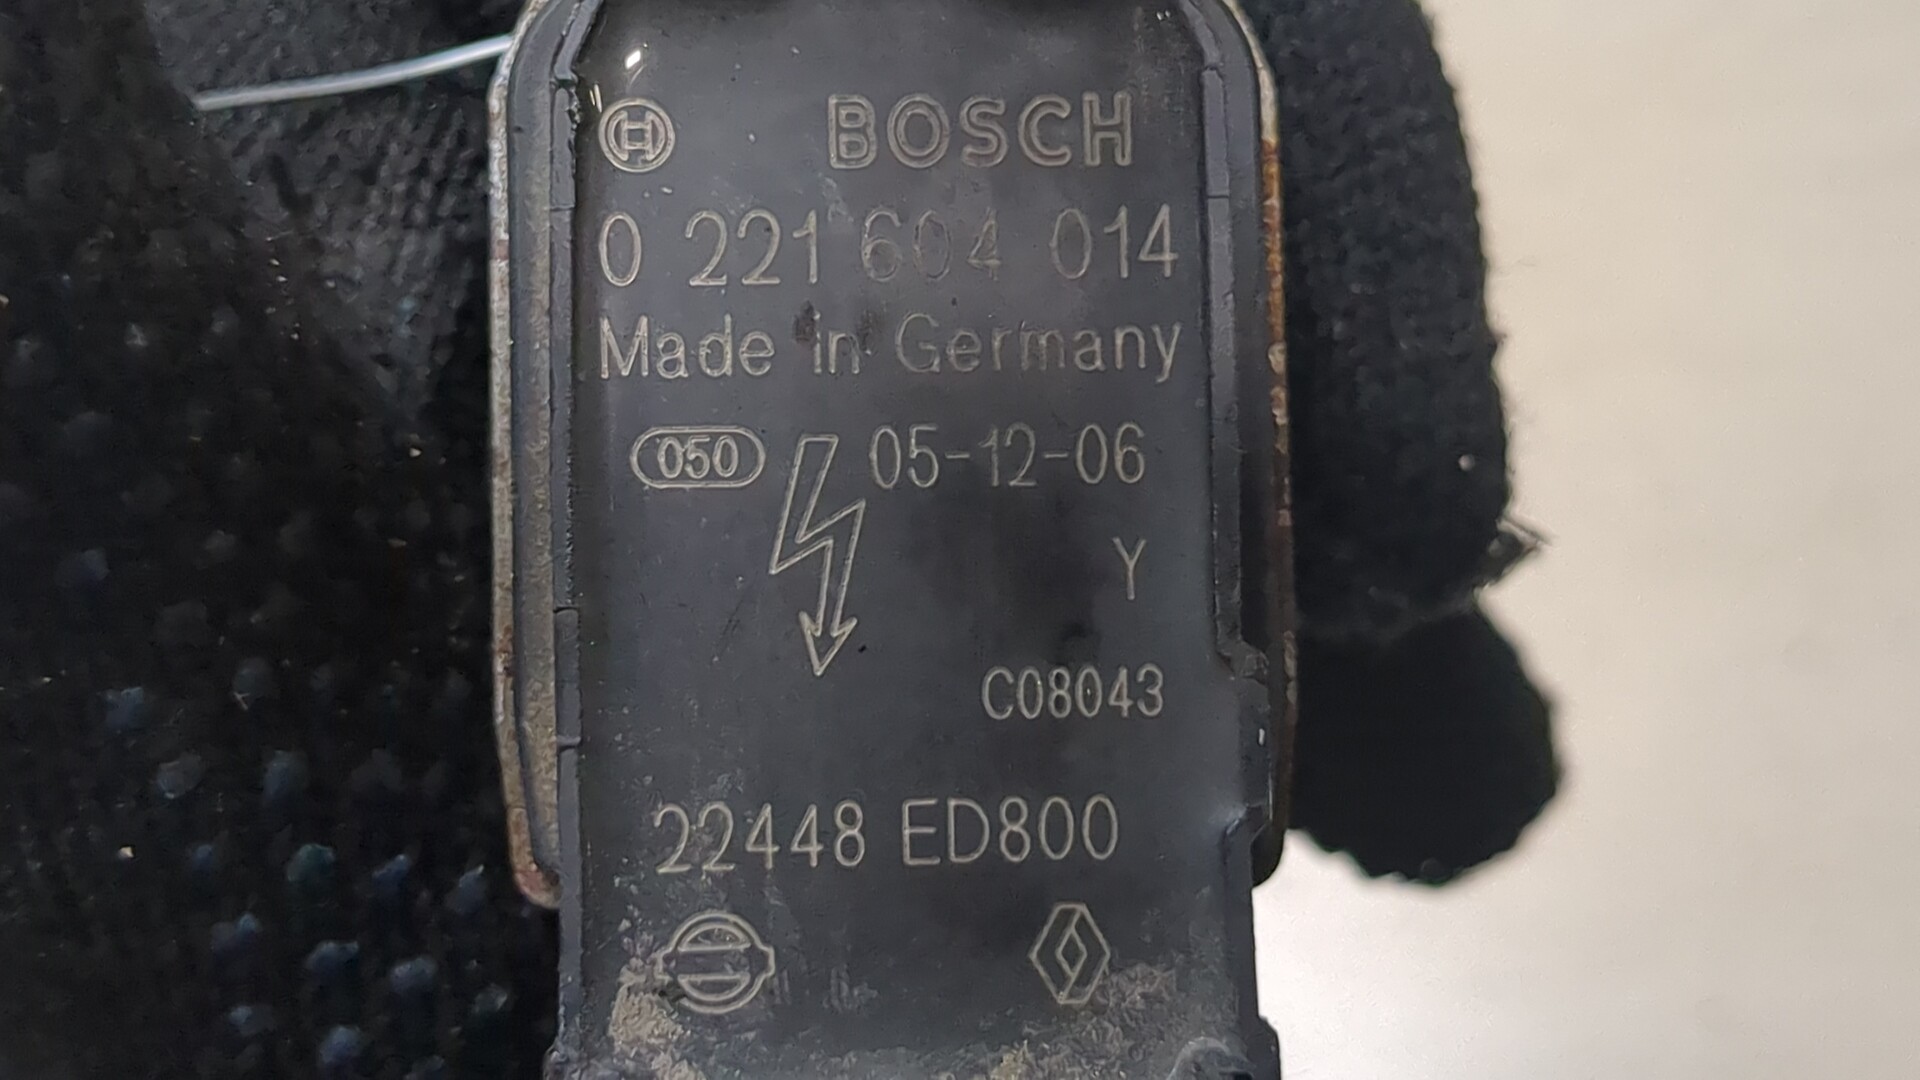 BOSCH
0 221 604 014
Made in Germany
050 05-12-06
Y
C08043
22448 ED800